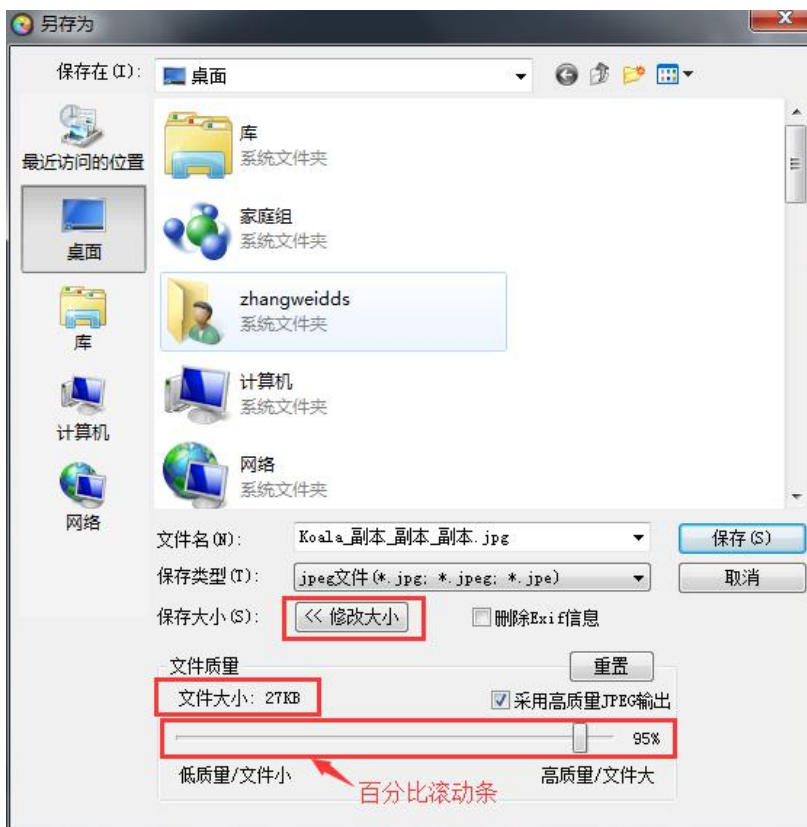 另存为
保存在(I):
桌面
最近访问的位置
桌面
库
计算机
网络
库
系统文件夹
家庭组
系统文件夹
zhangweidds
系统文件夹
计算机
系统文件夹
网络
系统文件夹
文件名(N):
Koala_副本_副本_副本.jpg
保存(S)
保存类型(T):
jpeg文件(*.jpg; *.jpeg; *.jpe)
取消
保存大小(S):
<< 修改大小
删除Exif信息
文件质量
重置
文件大小: 27KB
采用高质量JPEG输出
95%
低质量/文件小
高质量/文件大
百分比滚动条